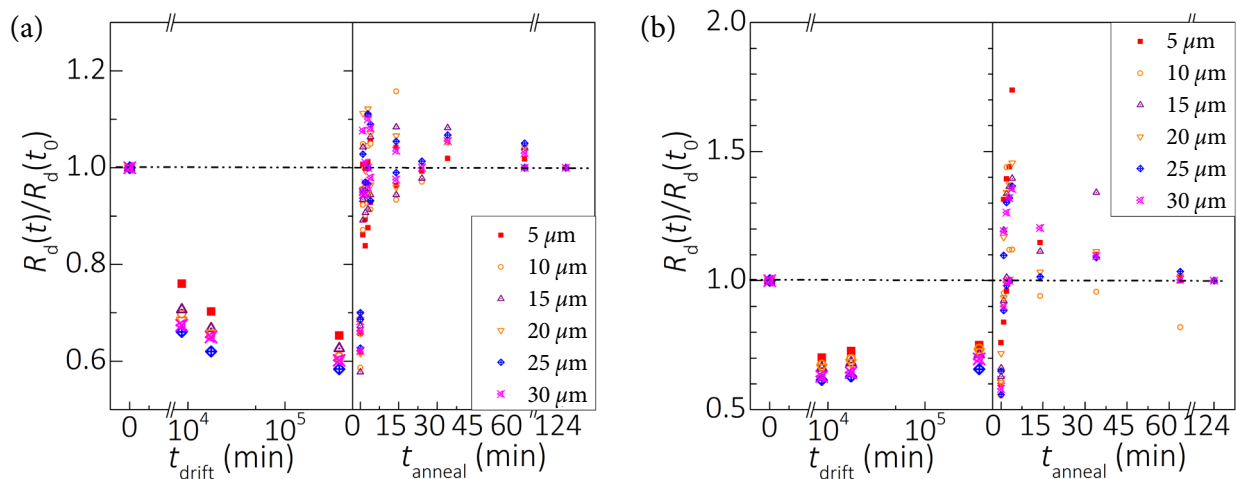 (a)
R_d(t)/R_d(t_0)
1.2
1.0
0.8
0.6
0
10^4
10^5
0
15
30
45
60
124
t_drift (min)
t_anneal (min)
5 μm
10 μm
15 μm
20 μm
25 μm
30 μm
(b)
R_d(t)/R_d(t_0)
2.0
1.5
1.0
0.5
0
10^4
10^5
0
15
30
45
60
124
t_drift (min)
t_anneal (min)
5 μm
10 μm
15 μm
20 μm
25 μm
30 μm